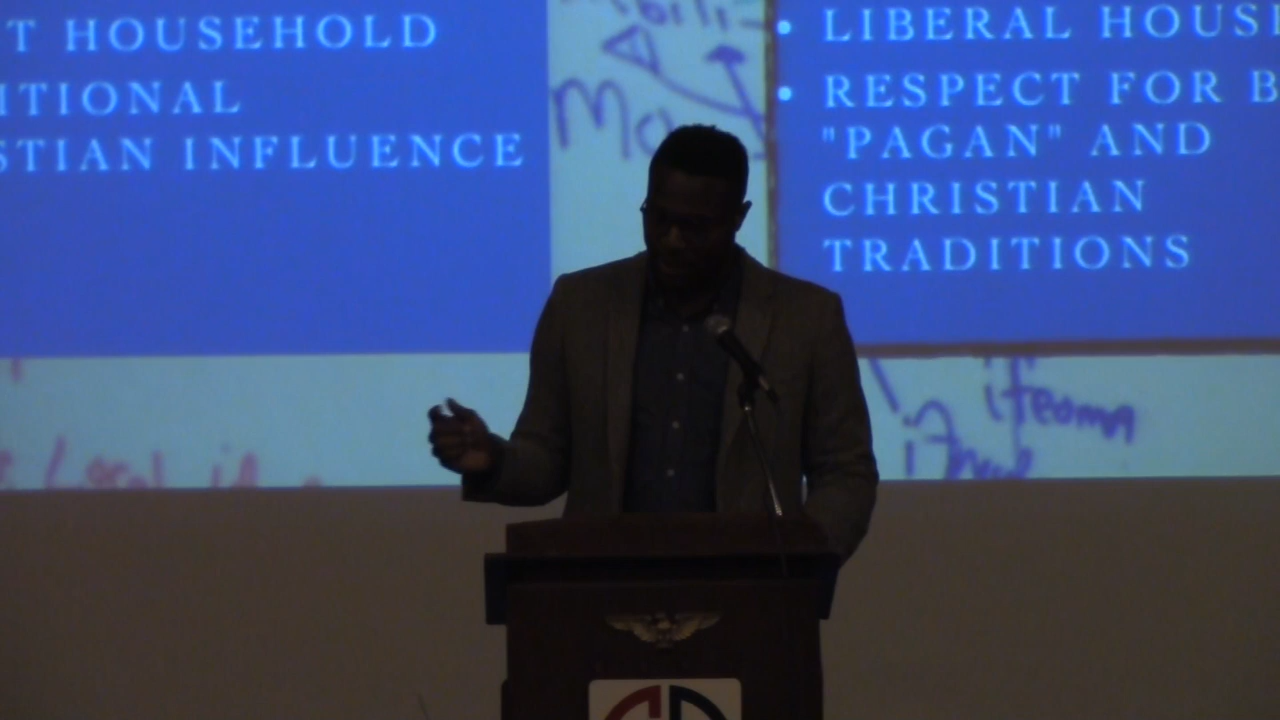 T HOUSEHOLD
ITIONAL
STIAN INFLUENCE
• LIBERAL HOUS
• RESPECT FOR B
"PAGAN" AND
CHRISTIAN
TRADITIONS
ifeoma